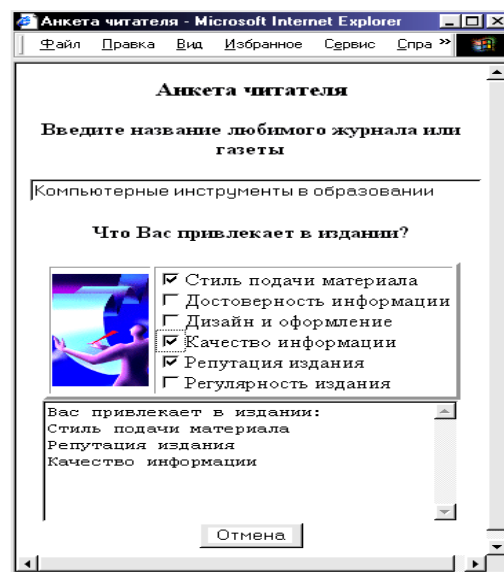 Анкета читателя - Microsoft Internet Explorer
Файл Правка Вид Избранное Сервис Спра »
Анкета читателя
Введите название любимого журнала или
газеты
Компьютерные инструменты в образовании
Что Вас привлекает в издании?
Стиль подачи материала
Достоверность информации
Дизайн и оформление
Качество информации
Репутация издания
Регулярность издания
Вас привлекает в издании:
Стиль подачи материала
Репутация издания
Качество информации
Отмена